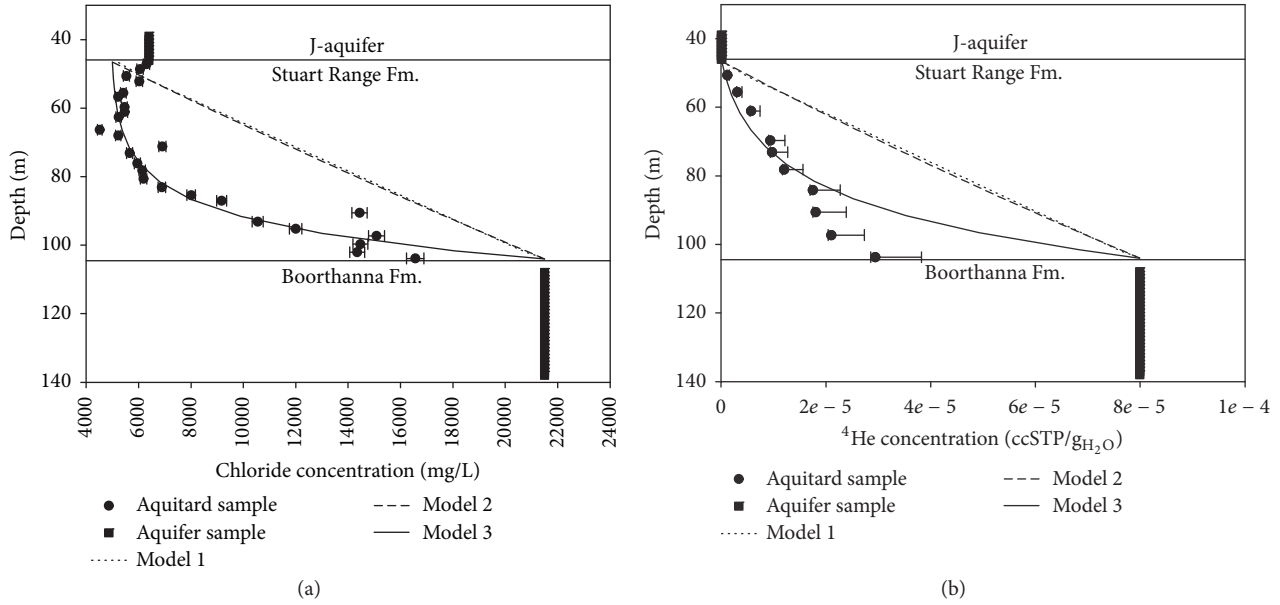 40
60
80
100
120
140
Depth (m)
J-aquifer
Stuart Range Fm.
Boorthanna Fm.
4000
6000
8000
10000
12000
14000
16000
18000
20000
22000
24000
Chloride concentration (mg/L)
Aquitard sample
Aquifer sample
Model 1
Model 2
Model 3
(a)
40
60
80
100
120
140
Depth (m)
J-aquifer
Stuart Range Fm.
Boorthanna Fm.
0 2e − 5 4e − 5 6e − 5 8e − 5 1e − 4
⁴He concentration (ccSTP/g_H₂O)
Aquitard sample
Aquifer sample
Model 1
Model 2
Model 3
(b)